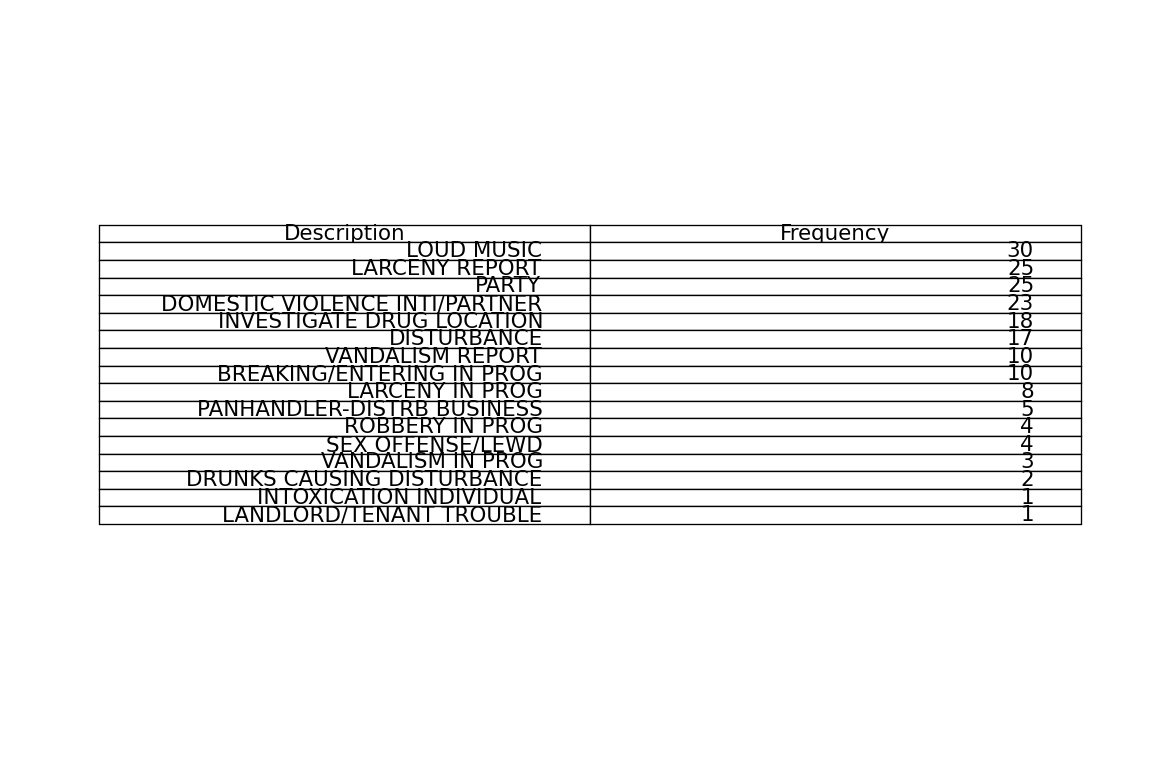 Description Frequency
LOUD MUSIC 30
LARCENY REPORT 25
PARTY 25
DOMESTIC VIOLENCE INTI/PARTNER 23
INVESTIGATE DRUG LOCATION 18
DISTURBANCE 17
VANDALISM REPORT 10
BREAKING/ENTERING IN PROG 10
LARCENY IN PROG 8
PANHANDLER-DISTRB BUSINESS 5
ROBBERY IN PROG 4
SEX OFFENSE/LEWD 4
VANDALISM IN PROG 3
DRUNKS CAUSING DISTURBANCE 2
INTOXICATION INDIVIDUAL 1
LANDLORD/TENANT TROUBLE 1